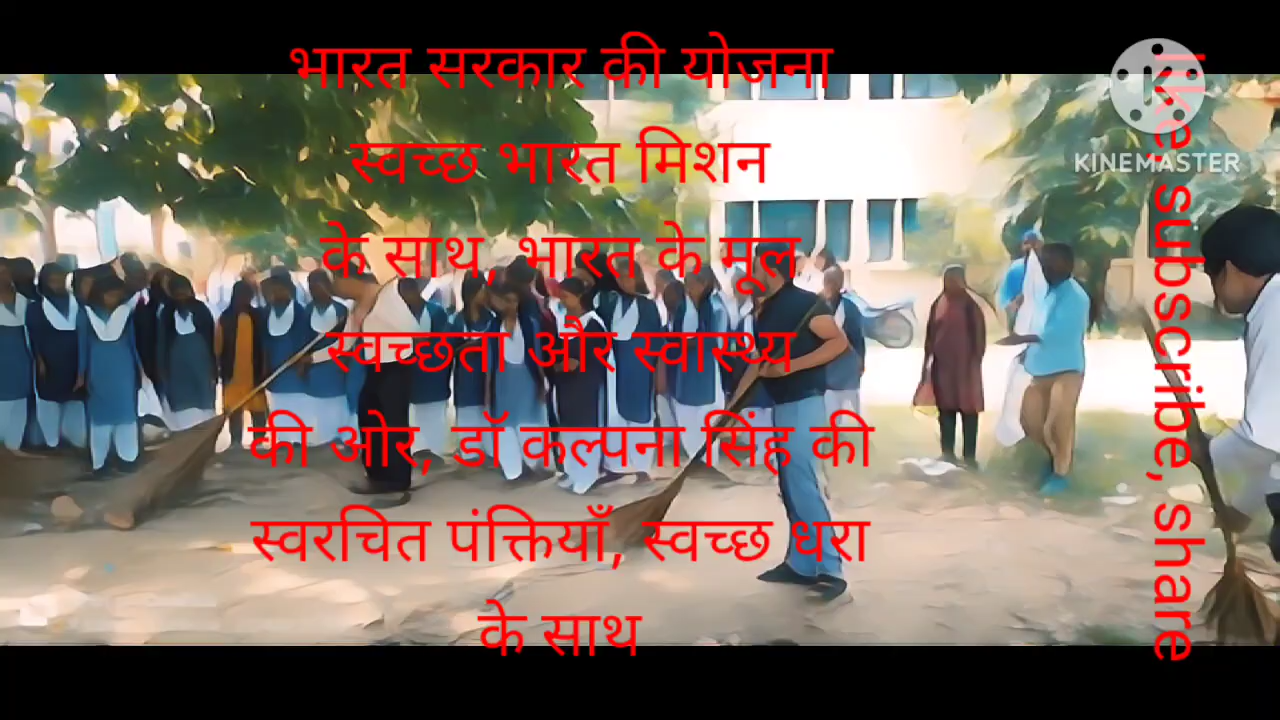 भारत सरकार की योजना
स्वच्छ भारत मिशन
के साथ, भारत के मूल
स्वच्छता और स्वास्थ्य
की ओर, डॉ कल्पना सिंह की
स्वरचित पंक्तियाँ, स्वच्छ धरा
के साथ
KINEMASTER
like subscribe, share